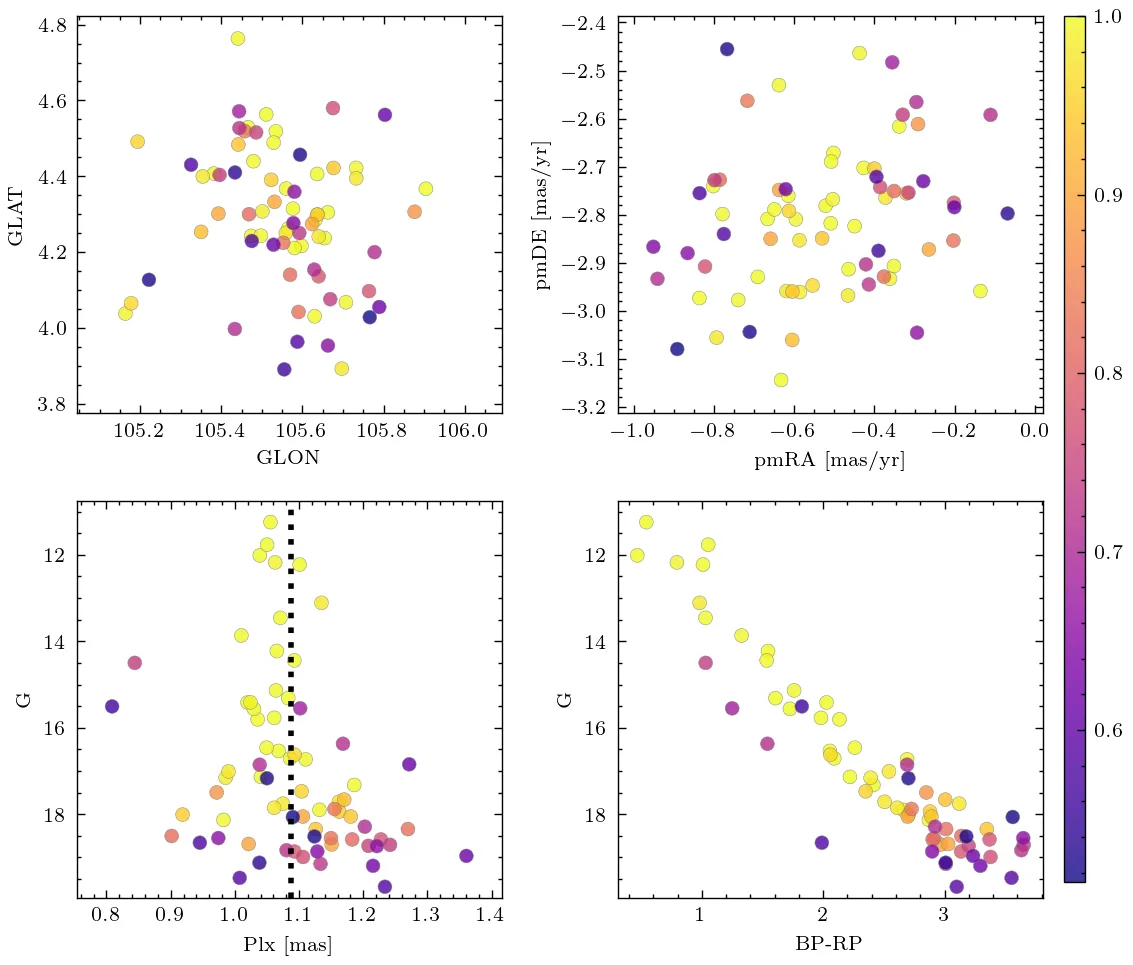 4.8
4.6
4.4
4.2
4.0
3.8
GLAT
105.2 105.4 105.6 105.8 106.0
GLON
−2.4
−2.5
−2.6
−2.7
−2.8
−2.9
−3.0
−3.1
−3.2
pmDE [mas/yr]
−1.0 −0.8 −0.6 −0.4 −0.2 0.0
pmRA [mas/yr]
12
14
16
18
G
0.8 0.9 1.0 1.1 1.2 1.3 1.4
Plx [mas]
12
14
16
18
G
1 2 3
BP-RP
1.0
0.9
0.8
0.7
0.6